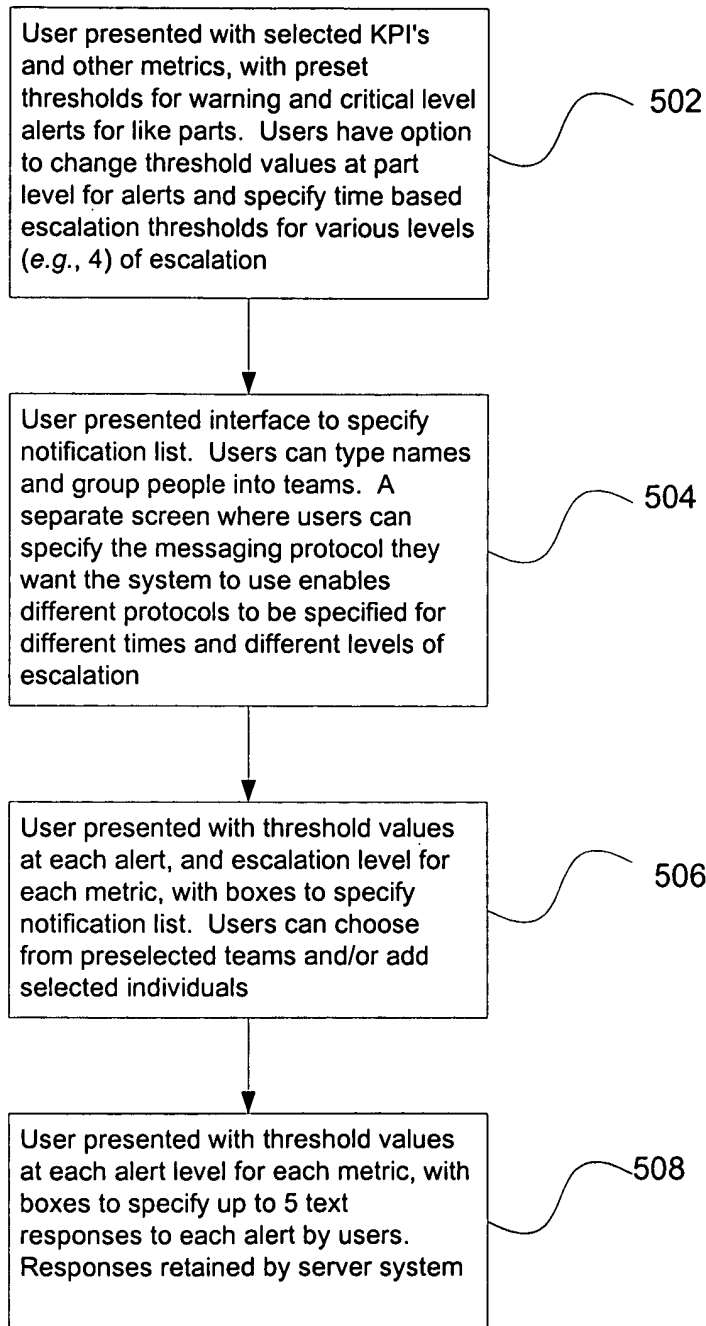 User presented with selected KPI's
and other metrics, with preset
thresholds for warning and critical level
alerts for like parts. Users have option
to change threshold values at part
level for alerts and specify time based
escalation thresholds for various levels
(e.g., 4) of escalation
502
User presented interface to specify
notification list. Users can type names
and group people into teams. A
separate screen where users can
specify the messaging protocol they
want the system to use enables
different protocols to be specified for
different times and different levels of
escalation
504
User presented with threshold values
at each alert, and escalation level for
each metric, with boxes to specify
notification list. Users can choose
from preselected teams and/or add
selected individuals
506
User presented with threshold values
at each alert level for each metric, with
boxes to specify up to 5 text
responses to each alert by users.
Responses retained by server system
508